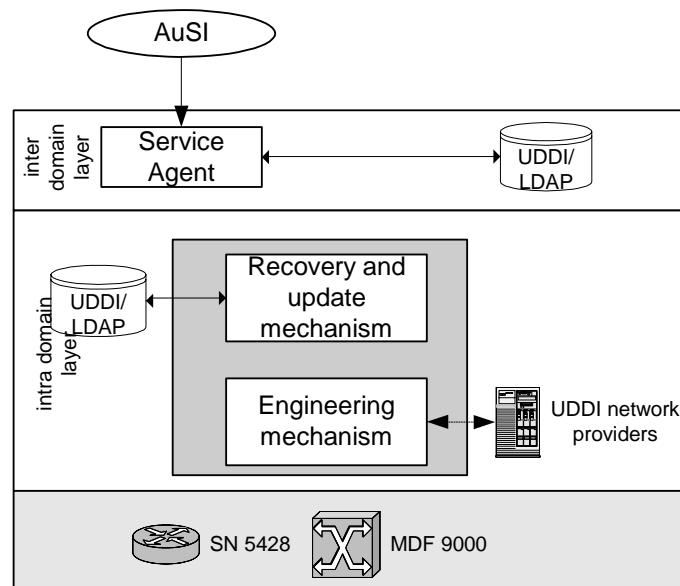 AuSI
inter
domain
layer
Service
Agent
UDDI/
LDAP
intra domain
layer
UDDI/
LDAP
Recovery and
update
mechanism
Engineering
mechanism
UDDI network
providers
SN 5428
MDF 9000